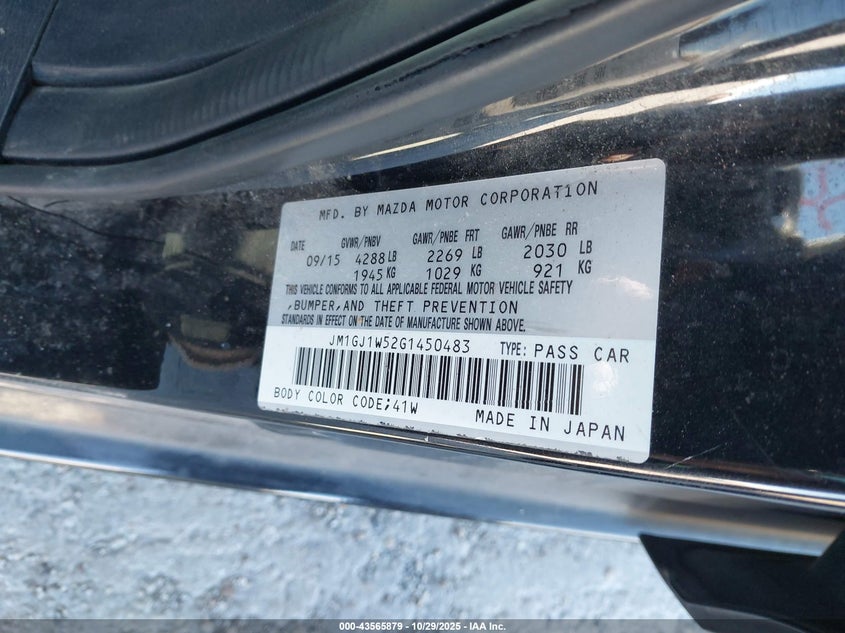 MFD. BY MAZDA MOTOR CORPORATION
DATE GVWR/PNBV GAWR/PNBE FRT GAWR/PNBE RR
09/15 4288 LB 2269 LB 2030 LB
1945 KG 1029 KG 921 KG
THIS VEHICLE CONFORMS TO ALL APPLICABLE FEDERAL MOTOR VEHICLE SAFETY
,BUMPER,AND THEFT PREVENTION
STANDARDS IN EFFECT ON THE DATE OF MANUFACTURE SHOWN ABOVE.
JM1GJ1W52G1450483 TYPE: PASS CAR
BODY COLOR CODE;41W MADE IN JAPAN
000-43565879 | 10/29/2025 - IAA Inc.